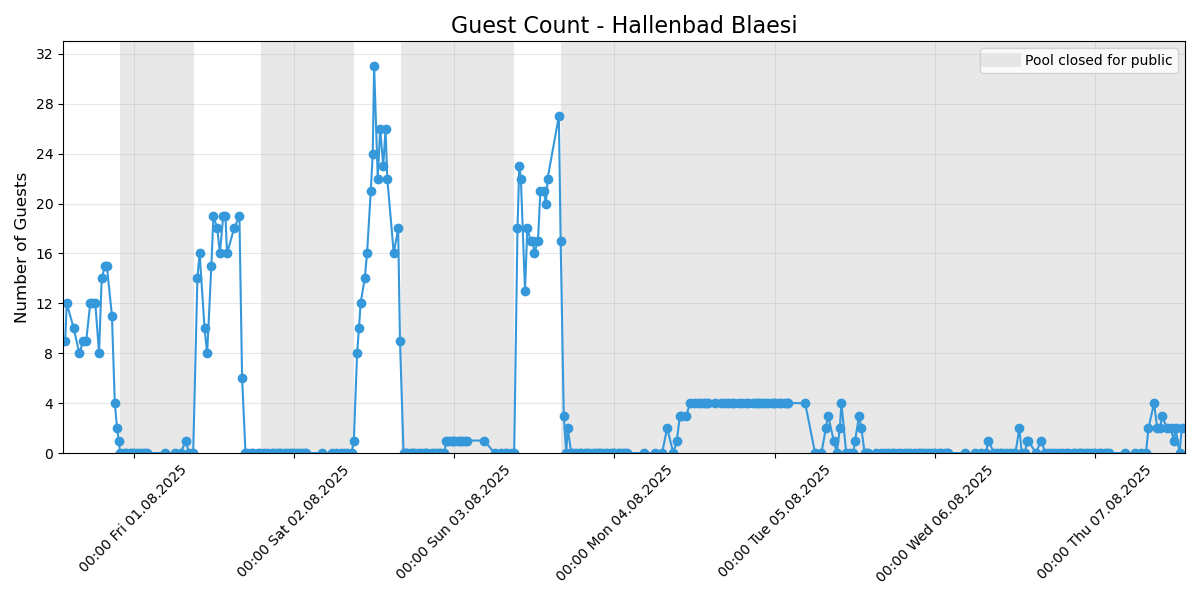 Guest Count - Hallenbad Blaesi
Pool closed for public
Number of Guests
32
28
24
20
16
12
8
4
0
00:00 Fri 01.08.2025
00:00 Sat 02.08.2025
00:00 Sun 03.08.2025
00:00 Mon 04.08.2025
00:00 Tue 05.08.2025
00:00 Wed 06.08.2025
00:00 Thu 07.08.2025